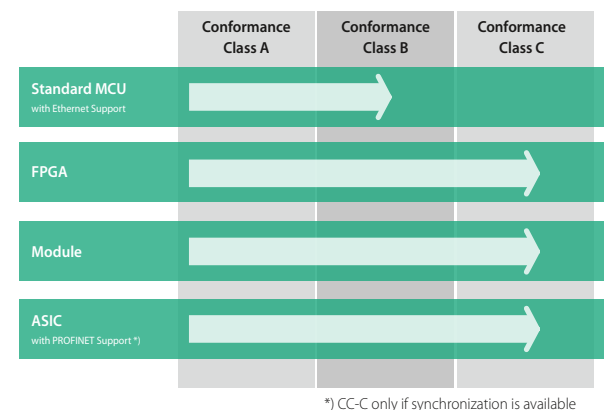 Conformance Class A
Conformance Class B
Conformance Class C
Standard MCU
with Ethernet Support
FPGA
Module
ASIC
with PROFINET Support *)
*) CC-C only if synchronization is available